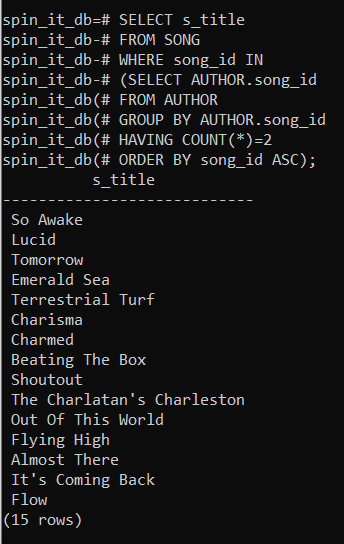 spin_it_db=# SELECT s_title
spin_it_db-# FROM SONG
spin_it_db-# WHERE song_id IN
spin_it_db-# (SELECT AUTHOR.song_id
spin_it_db(# FROM AUTHOR
spin_it_db(# GROUP BY AUTHOR.song_id
spin_it_db(# HAVING COUNT(*)=2
spin_it_db(# ORDER BY song_id ASC);
s_title
----------------------------
So Awake
Lucid
Tomorrow
Emerald Sea
Terrestrial Turf
Charisma
Charmed
Beating The Box
Shoutout
The Charlatan's Charleston
Out Of This World
Flying High
Almost There
It's Coming Back
Flow
(15 rows)